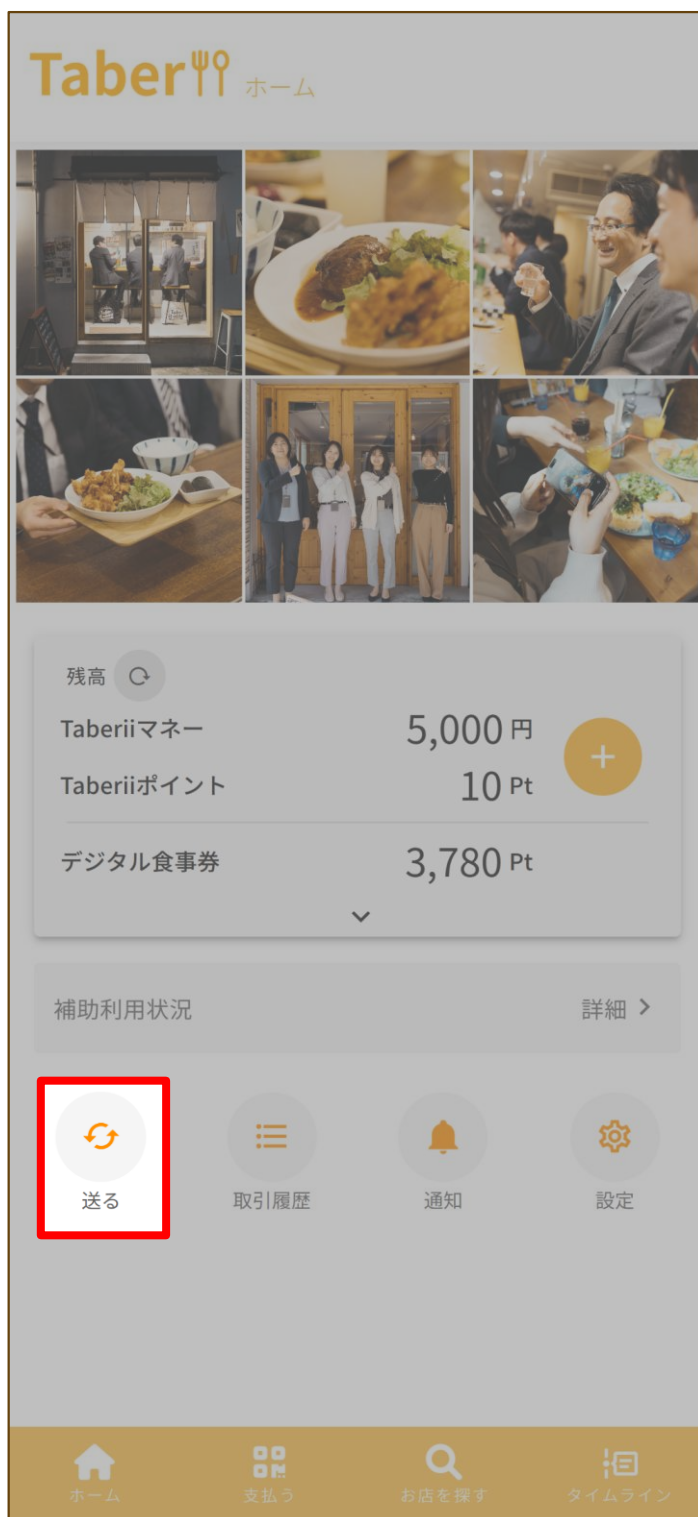 Taberii ホーム
残高
Taberiiマネー 5,000 円
Taberiiポイント 10 Pt
デジタル食事券 3,780 Pt
補助利用状況 詳細
送る 取引履歴 通知 設定
ホーム 支払う お店を探す タイムライン